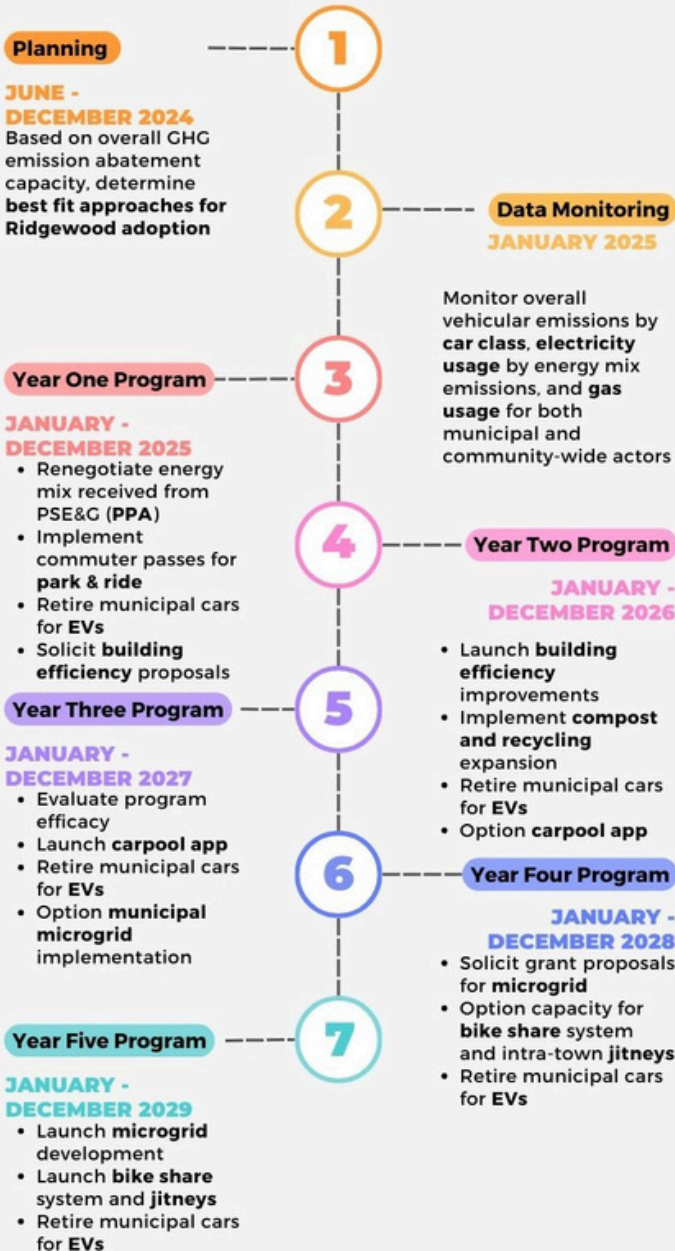 1
Planning
JUNE -
DECEMBER 2024
Based on overall GHG
emission abatement
capacity, determine
best fit approaches for
Ridgewood adoption
2
Data Monitoring
JANUARY 2025
Monitor overall
vehicular emissions by
car class, electricity
usage by energy mix
emissions, and gas
usage for both
municipal and
community-wide actors
3
Year One Program
JANUARY -
DECEMBER 2025
• Renegotiate energy
mix received from
PSE&G (PPA)
• Implement
commuter passes for
park & ride
• Retire municipal cars
for EVs
• Solicit building
efficiency proposals
4
Year Two Program
JANUARY -
DECEMBER 2026
• Launch building
efficiency
improvements
• Implement compost
and recycling
expansion
• Retire municipal cars
for EVs
• Option carpool app
5
Year Three Program
JANUARY -
DECEMBER 2027
• Evaluate program
efficacy
• Launch carpool app
• Retire municipal cars
for EVs
• Option municipal
microgrid
implementation
6
Year Four Program
JANUARY -
DECEMBER 2028
• Solicit grant proposals
for microgrid
• Option capacity for
bike share system
and intra-town jitneys
• Retire municipal cars
for EVs
7
Year Five Program
JANUARY -
DECEMBER 2029
• Launch microgrid
development
• Launch bike share
system and jitneys
• Retire municipal cars
for EVs